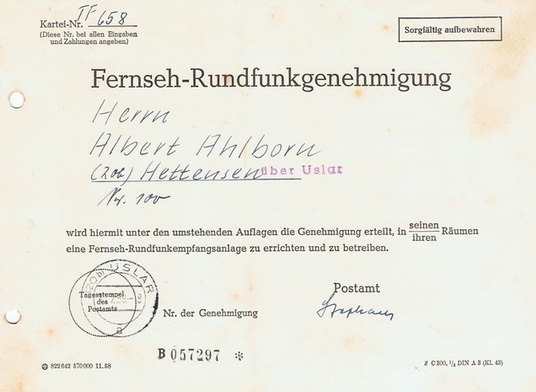 Kartei-Nr. TF 658
(Diese Nr. bei allen Eingaben
und Zahlungen angeben)
Sorgfältig aufbewahren
Fernseh-Rundfunkgenehmigung
Herrn
Albert Ahlborn
(20b) Hettensen über Uslar
Nr. 100
wird hiermit unter den umstehenden Auflagen die Genehmigung erteilt, in seinen
ihren Räumen
eine Fernseh-Rundfunkempfangsanlage zu errichten und zu betreiben.
(20b) USLAR
a
Tagesstempel
des
Postamts
Nr. der Genehmigung
Postamt
B 057297 *
822642 570000 11.58
C 200, ½ DIN A 5 (Kl. 43)